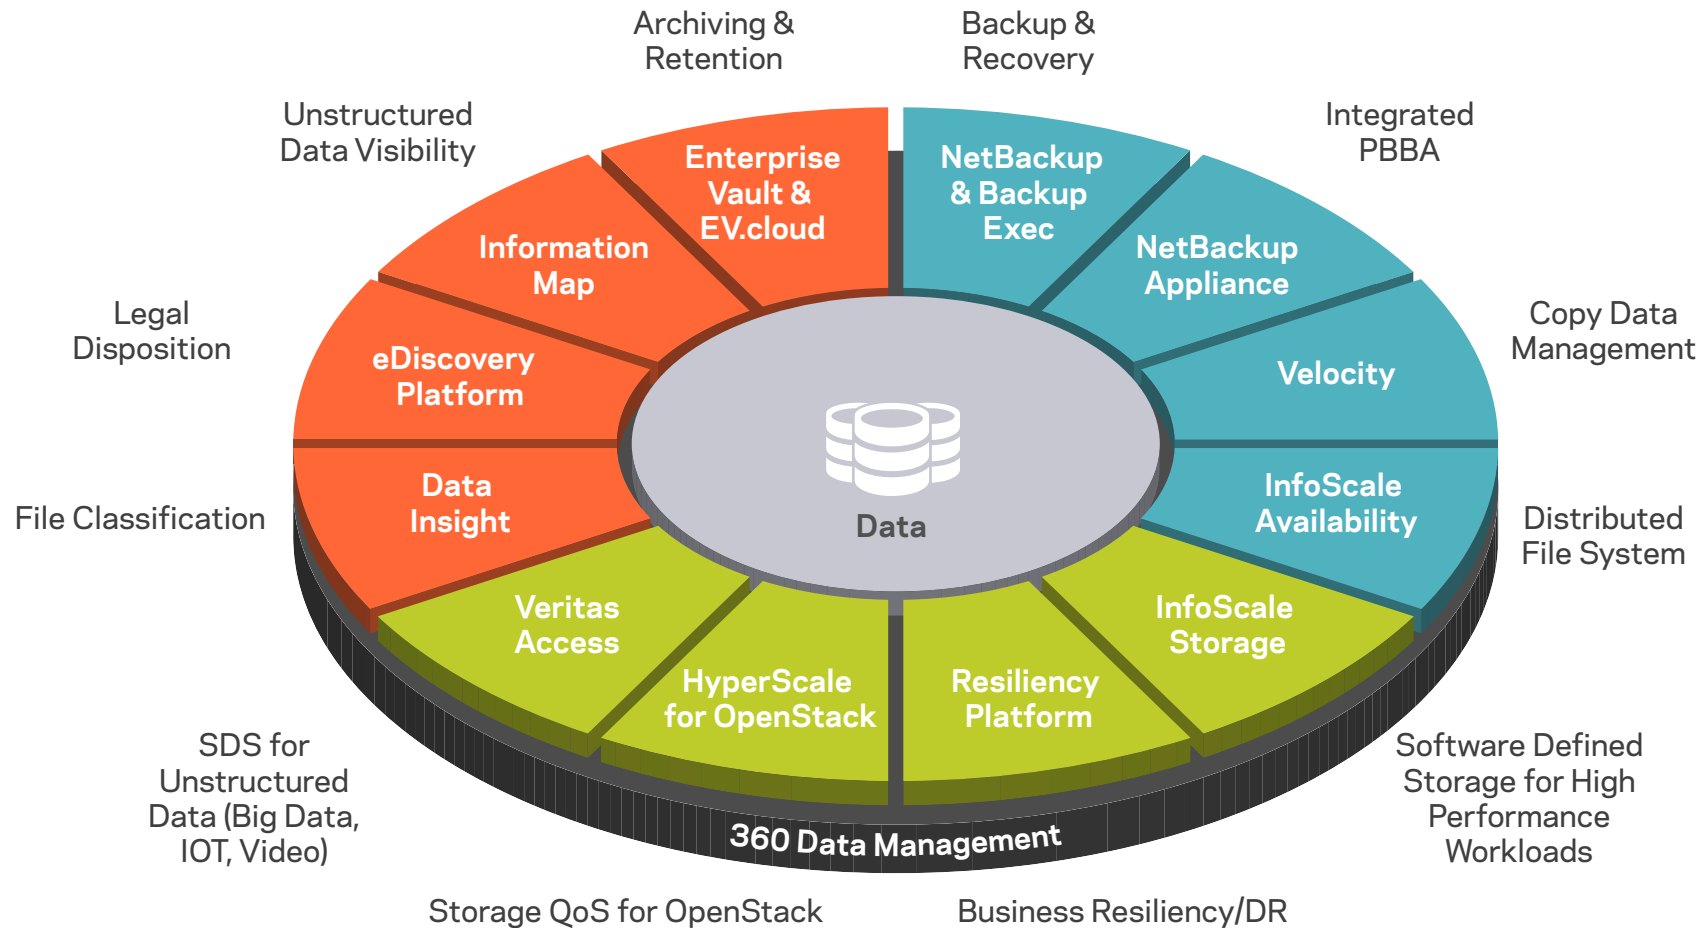 Archiving &
Retention
Backup &
Recovery
Unstructured
Data Visibility
Integrated
PBBA
Enterprise
Vault &
EV.cloud
NetBackup
& Backup
Exec
Information
Map
NetBackup
Appliance
Legal
Disposition
Copy Data
Management
eDiscovery
Platform
Velocity
Data
Insight
InfoScale
Availability
File Classification
Data
Distributed
File System
Veritas
Access
InfoScale
Storage
HyperScale
for OpenStack
Resiliency
Platform
SDS for
Unstructured
Data (Big Data,
IOT, Video)
Software Defined
Storage for High
Performance
Workloads
360 Data Management
Storage QoS for OpenStack
Business Resiliency/DR